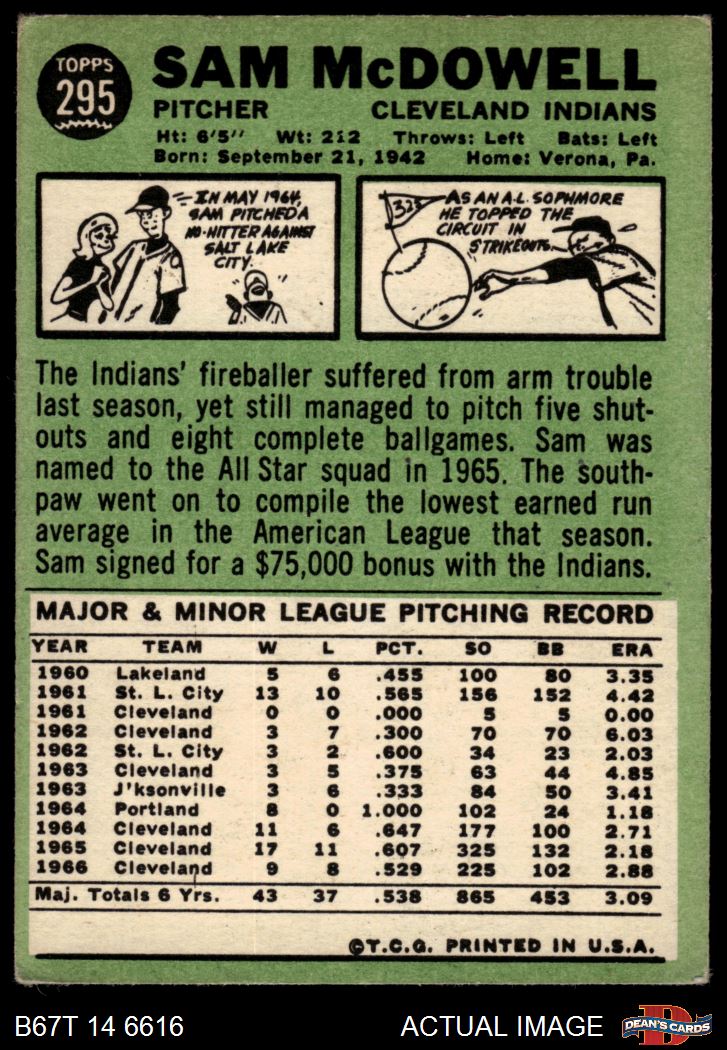 TOPPS
295
SAM McDOWELL
PITCHER CLEVELAND INDIANS
Ht: 6'5" Wt: 212 Throws: Left Bats: Left
Born: September 21, 1942 Home: Verona, Pa.
IN MAY 1964,
SAM PITCHED A
NO-HITTER AGAINST
SALT LAKE
CITY.
325
AS AN A.L. SOPHMORE
HE TOPPED THE
CIRCUIT IN
STRIKEOUTS.
The Indians' fireballer suffered from arm trouble
last season, yet still managed to pitch five shut-
outs and eight complete ballgames. Sam was
named to the All Star squad in 1965. The south-
paw went on to compile the lowest earned run
average in the American League that season.
Sam signed for a $75,000 bonus with the Indians.
MAJOR & MINOR LEAGUE PITCHING RECORD
YEAR TEAM W L PCT. SO BB ERA
1960 Lakeland 5 6 .455 100 80 3.35
1961 St. L. City 13 10 .565 156 152 4.42
1961 Cleveland 0 0 .000 5 5 0.00
1962 Cleveland 3 7 .300 70 70 6.03
1962 St. L. City 3 2 .600 34 23 2.03
1963 Cleveland 3 5 .375 63 44 4.85
1963 J'ksonville 3 6 .333 84 50 3.41
1964 Portland 8 0 1.000 102 24 1.18
1964 Cleveland 11 6 .647 177 100 2.71
1965 Cleveland 17 11 .607 325 132 2.18
1966 Cleveland 9 8 .529 225 102 2.88
Maj. Totals 6 Yrs. 43 37 .538 865 453 3.09
©T.C.G. PRINTED IN U.S.A.
B67T 14 6616 ACTUAL IMAGE
D
DEAN'S CARDS